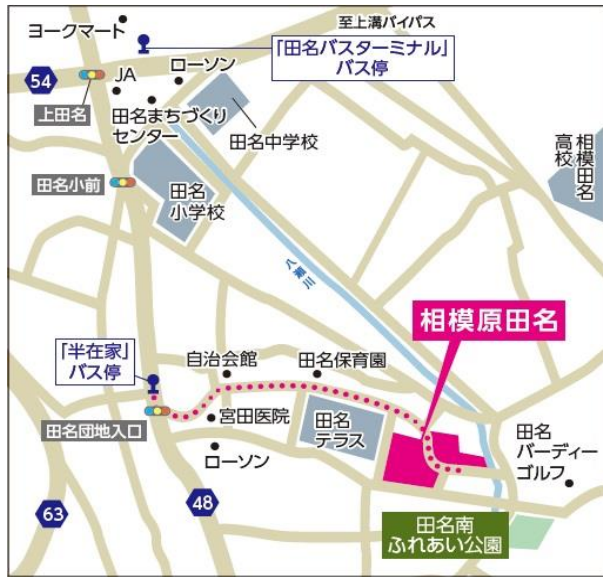 ヨークマート
至上溝バイパス
「田名バスターミナル」
バス停
54
JA
ローソン
上田名
田名まちづくり
センター
田名中学校
相模田名
高校
田名小前
田名
小学校
八瀬川
相模原田名
「半在家」
バス停
自治会館
田名保育園
田名団地入口
宮田医院
田名
テラス
田名
バーディー
ゴルフ
ローソン
63
48
田名南
ふれあい公園